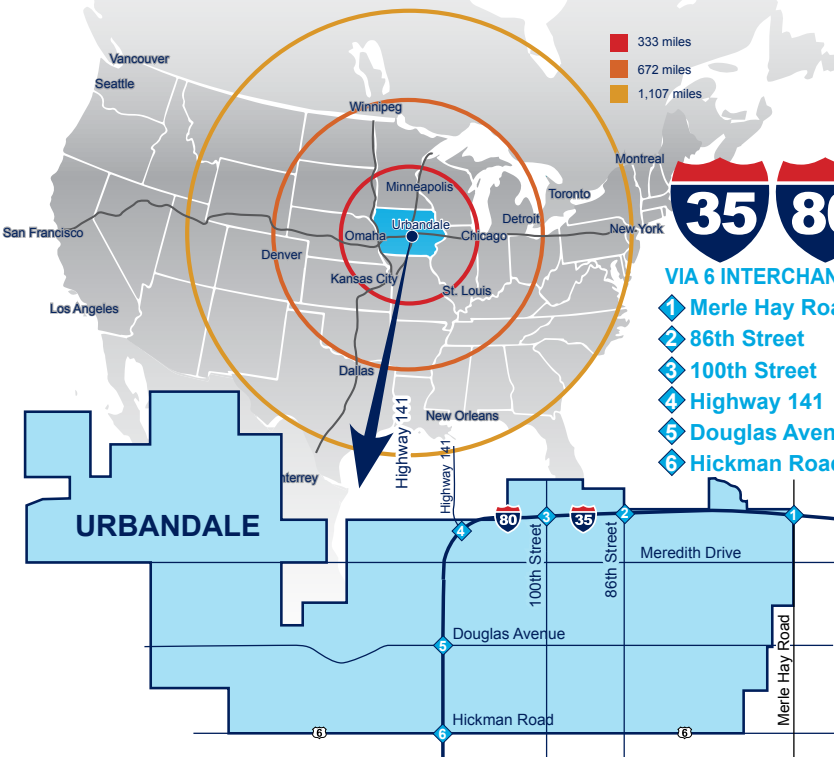 333 miles
672 miles
1,107 miles
Vancouver
Seattle
Winnipeg
Montreal
Minneapolis
Toronto
Urbandale
Detroit
San Francisco
Omaha
Chicago
New York
Denver
Kansas City
St. Louis
Los Angeles
Dallas
New Orleans
35
VIA 6 INTERCHAN
1 Merle Hay Roa
2 86th Street
3 100th Street
4 Highway 141
5 Douglas Aven
6 Hickman Road
Highway 141
Highway 141
nterrey
URBANDALE
80
3
35
2
1
4
100th Street
86th Street
Meredith Drive
Douglas Avenue
5
Merle Hay Road
Hickman Road
6
6
6